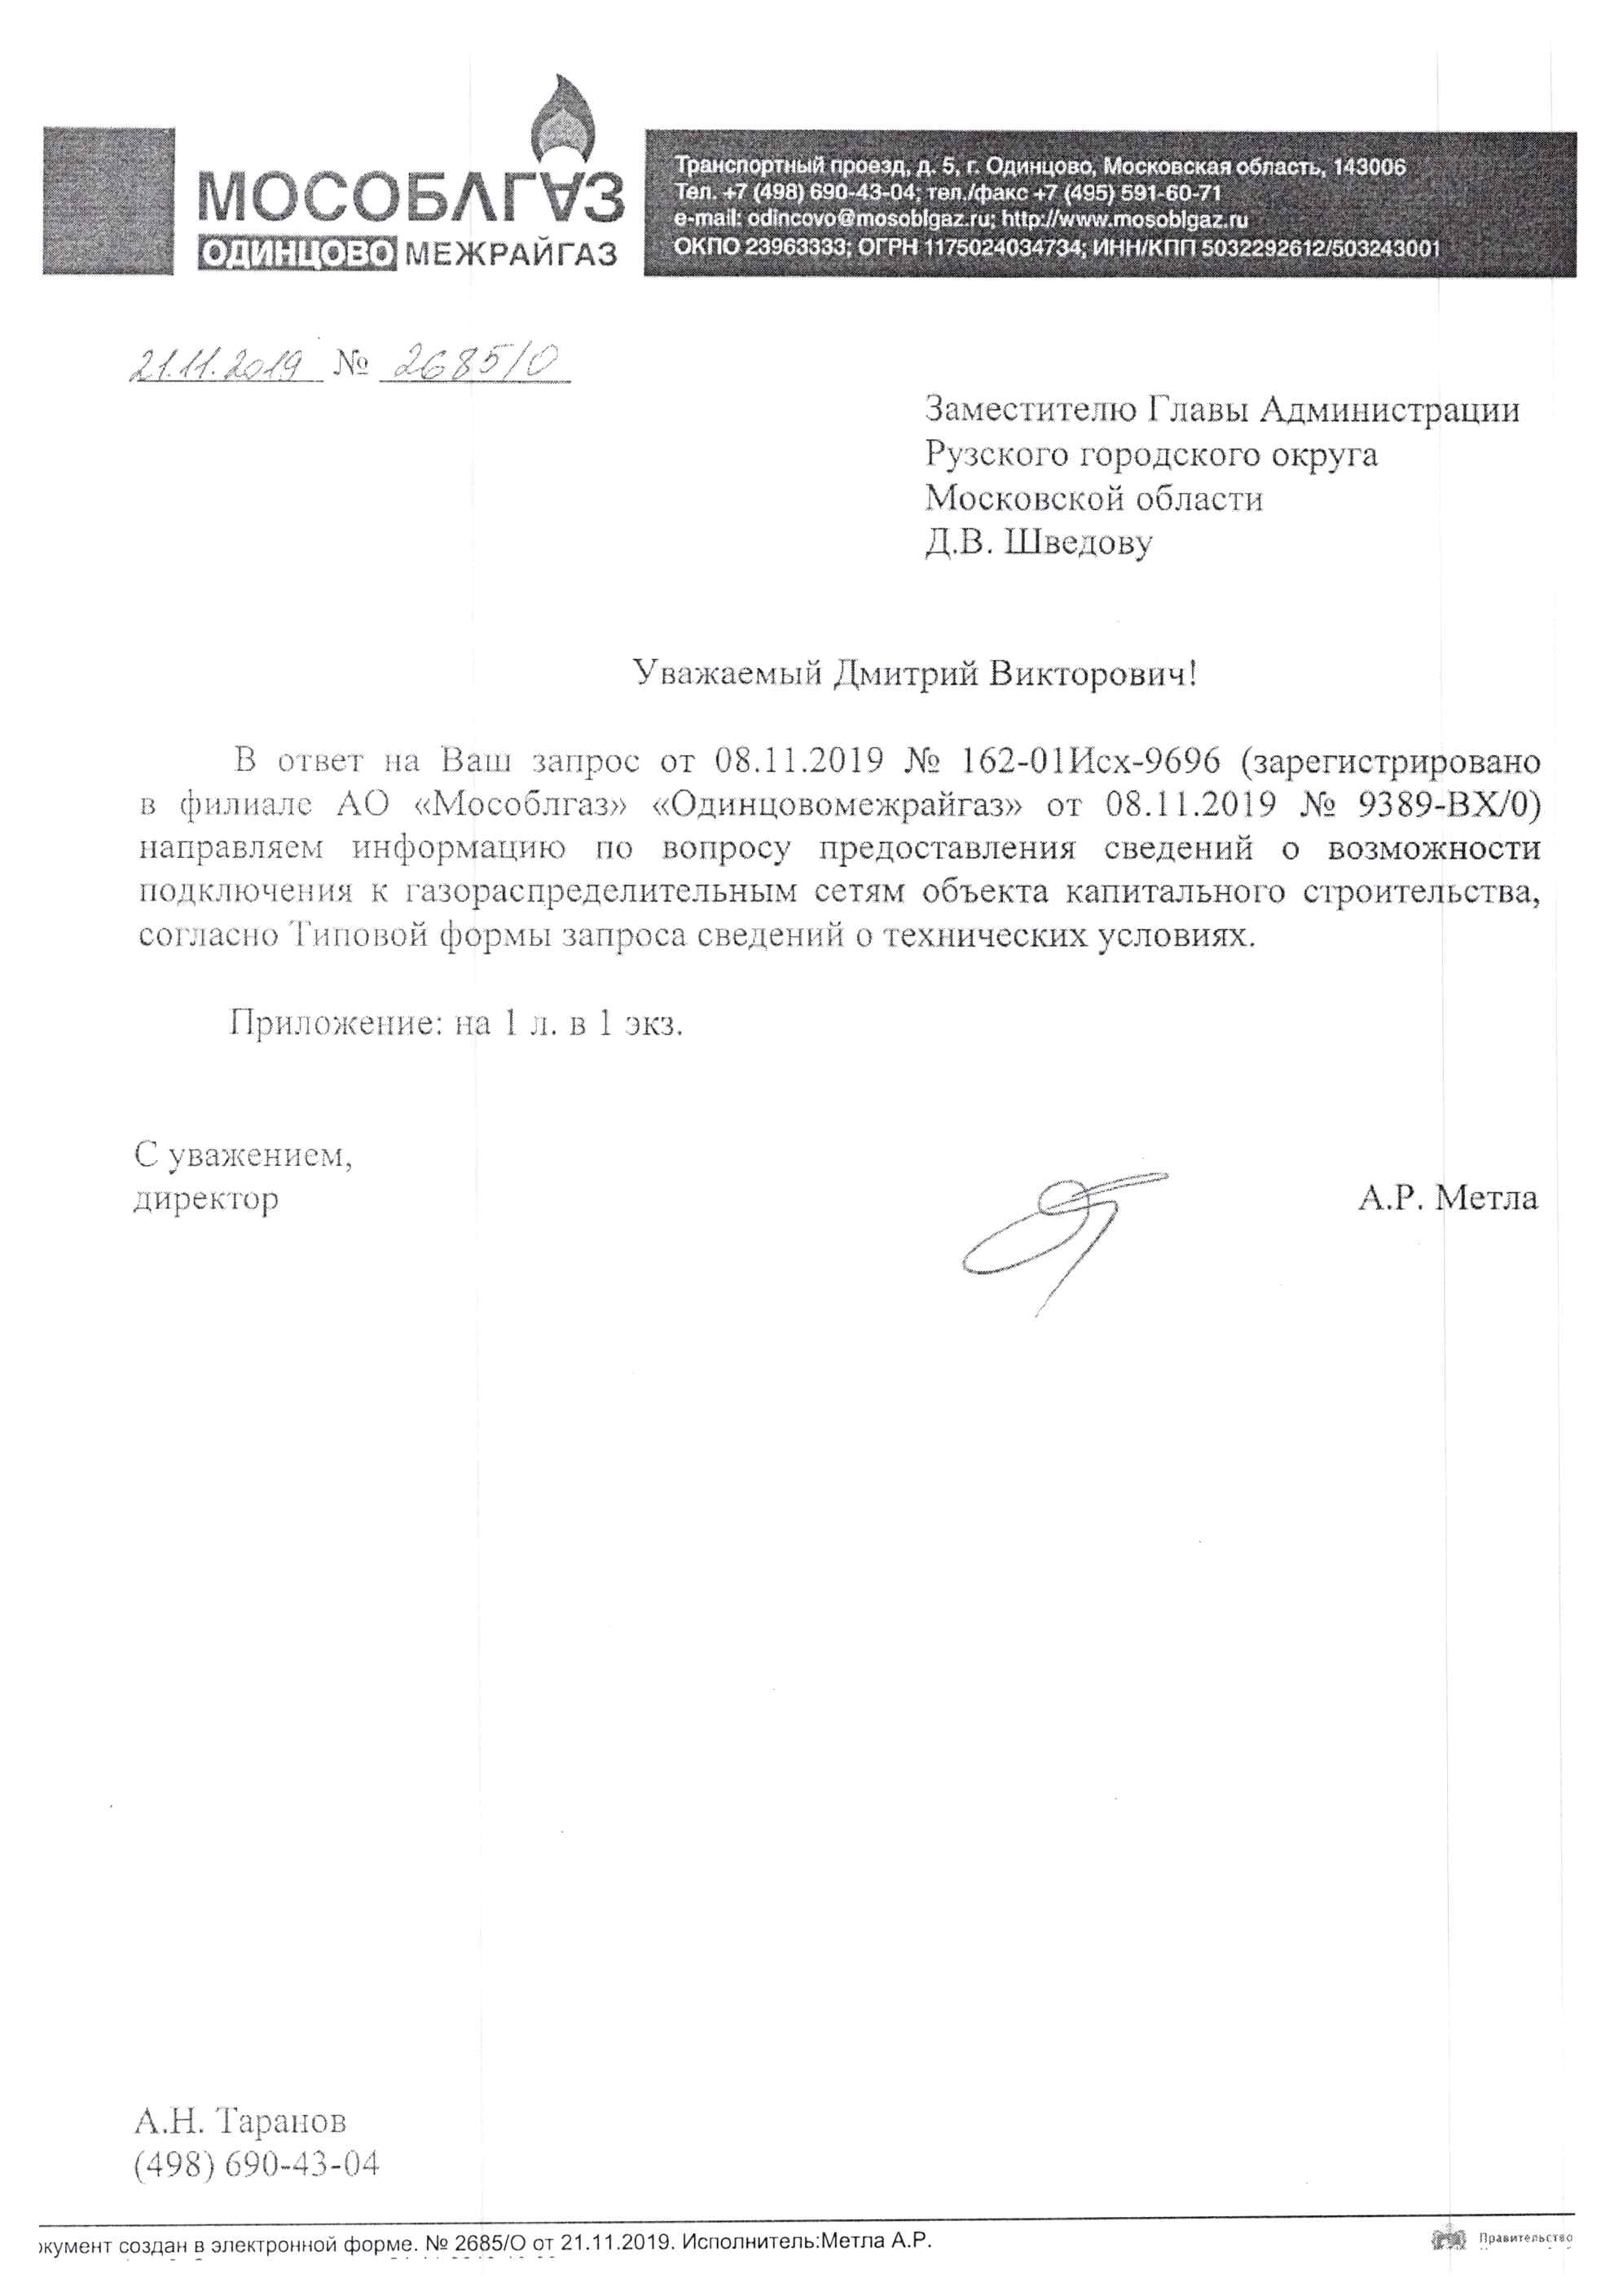 МОСОБЛГАЗ
ОДИНЦОВО МЕЖРАЙГАЗ
Транспортный проезд, д. 5, г. Одинцово, Московская область, 143006
Тел. +7 (498) 690-43-04; тел./факс +7 (495) 591-60-71
e-mail: odincovo@mosoblgaz.ru; http://www.mosoblgaz.ru
ОКПО 23963333; ОГРН 1175024034734; ИНН/КПП 5032292612/503243001
21.11.2019 № 2685/О
Заместителю Главы Администрации
Рузского городского округа
Московской области
Д.В. Шведову
Уважаемый Дмитрий Викторович!
В ответ на Ваш запрос от 08.11.2019 № 162-01Исх-9696 (зарегистрировано
в филиале АО «Мособлгаз» «Одинцовомежрайгаз» от 08.11.2019 № 9389-ВХ/0)
направляем информацию по вопросу предоставления сведений о возможности
подключения к газораспределительным сетям объекта капитального строительства,
согласно Типовой формы запроса сведений о технических условиях.
Приложение: на 1 л. в 1 экз.
С уважением,
директор
А.Р. Метла
А.Н. Таранов
(498) 690-43-04
окумент создан в электронной форме. № 2685/О от 21.11.2019. Исполнитель:Метла А.Р.
Правительство